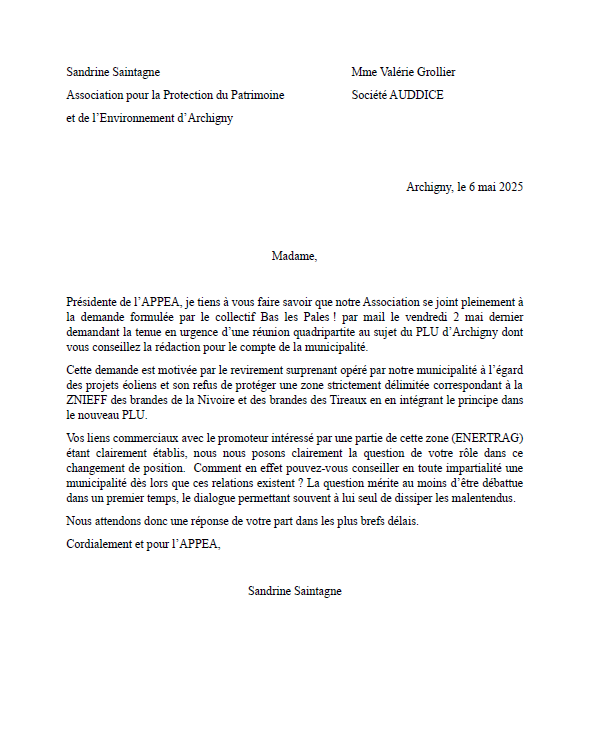 Sandrine Saintagne
Mme Valérie Grollier
Association pour la Protection du Patrimoine
Société AUDDICE
et de l’Environnement d’Archigny
Archigny, le 6 mai 2025
Madame,
Présidente de l’APPEA, je tiens à vous faire savoir que notre Association se joint pleinement à
la demande formulée par le collectif Bas les Pales ! par mail le vendredi 2 mai dernier
demandant la tenue en urgence d’une réunion quadripartite au sujet du PLU d’Archigny dont
vous conseillez la rédaction pour le compte de la municipalité.
Cette demande est motivée par le revirement surprenant opéré par notre municipalité à l’égard
des projets éoliens et son refus de protéger une zone strictement délimitée correspondant à la
ZNIEFF des brandes de la Nivoire et des brandes des Tireaux en en intégrant le principe dans
le nouveau PLU.
Vos liens commerciaux avec le promoteur intéressé par une partie de cette zone (ENERTRAG)
étant clairement établis, nous nous posons clairement la question de votre rôle dans ce
changement de position.  Comment en effet pouvez-vous conseiller en toute impartialité une
municipalité dès lors que ces relations existent ? La question mérite au moins d’être débattue
dans un premier temps, le dialogue permettant souvent à lui seul de dissiper les malentendus.
Nous attendons donc une réponse de votre part dans les plus brefs délais.
Cordialement et pour l’APPEA,
Sandrine Saintagne